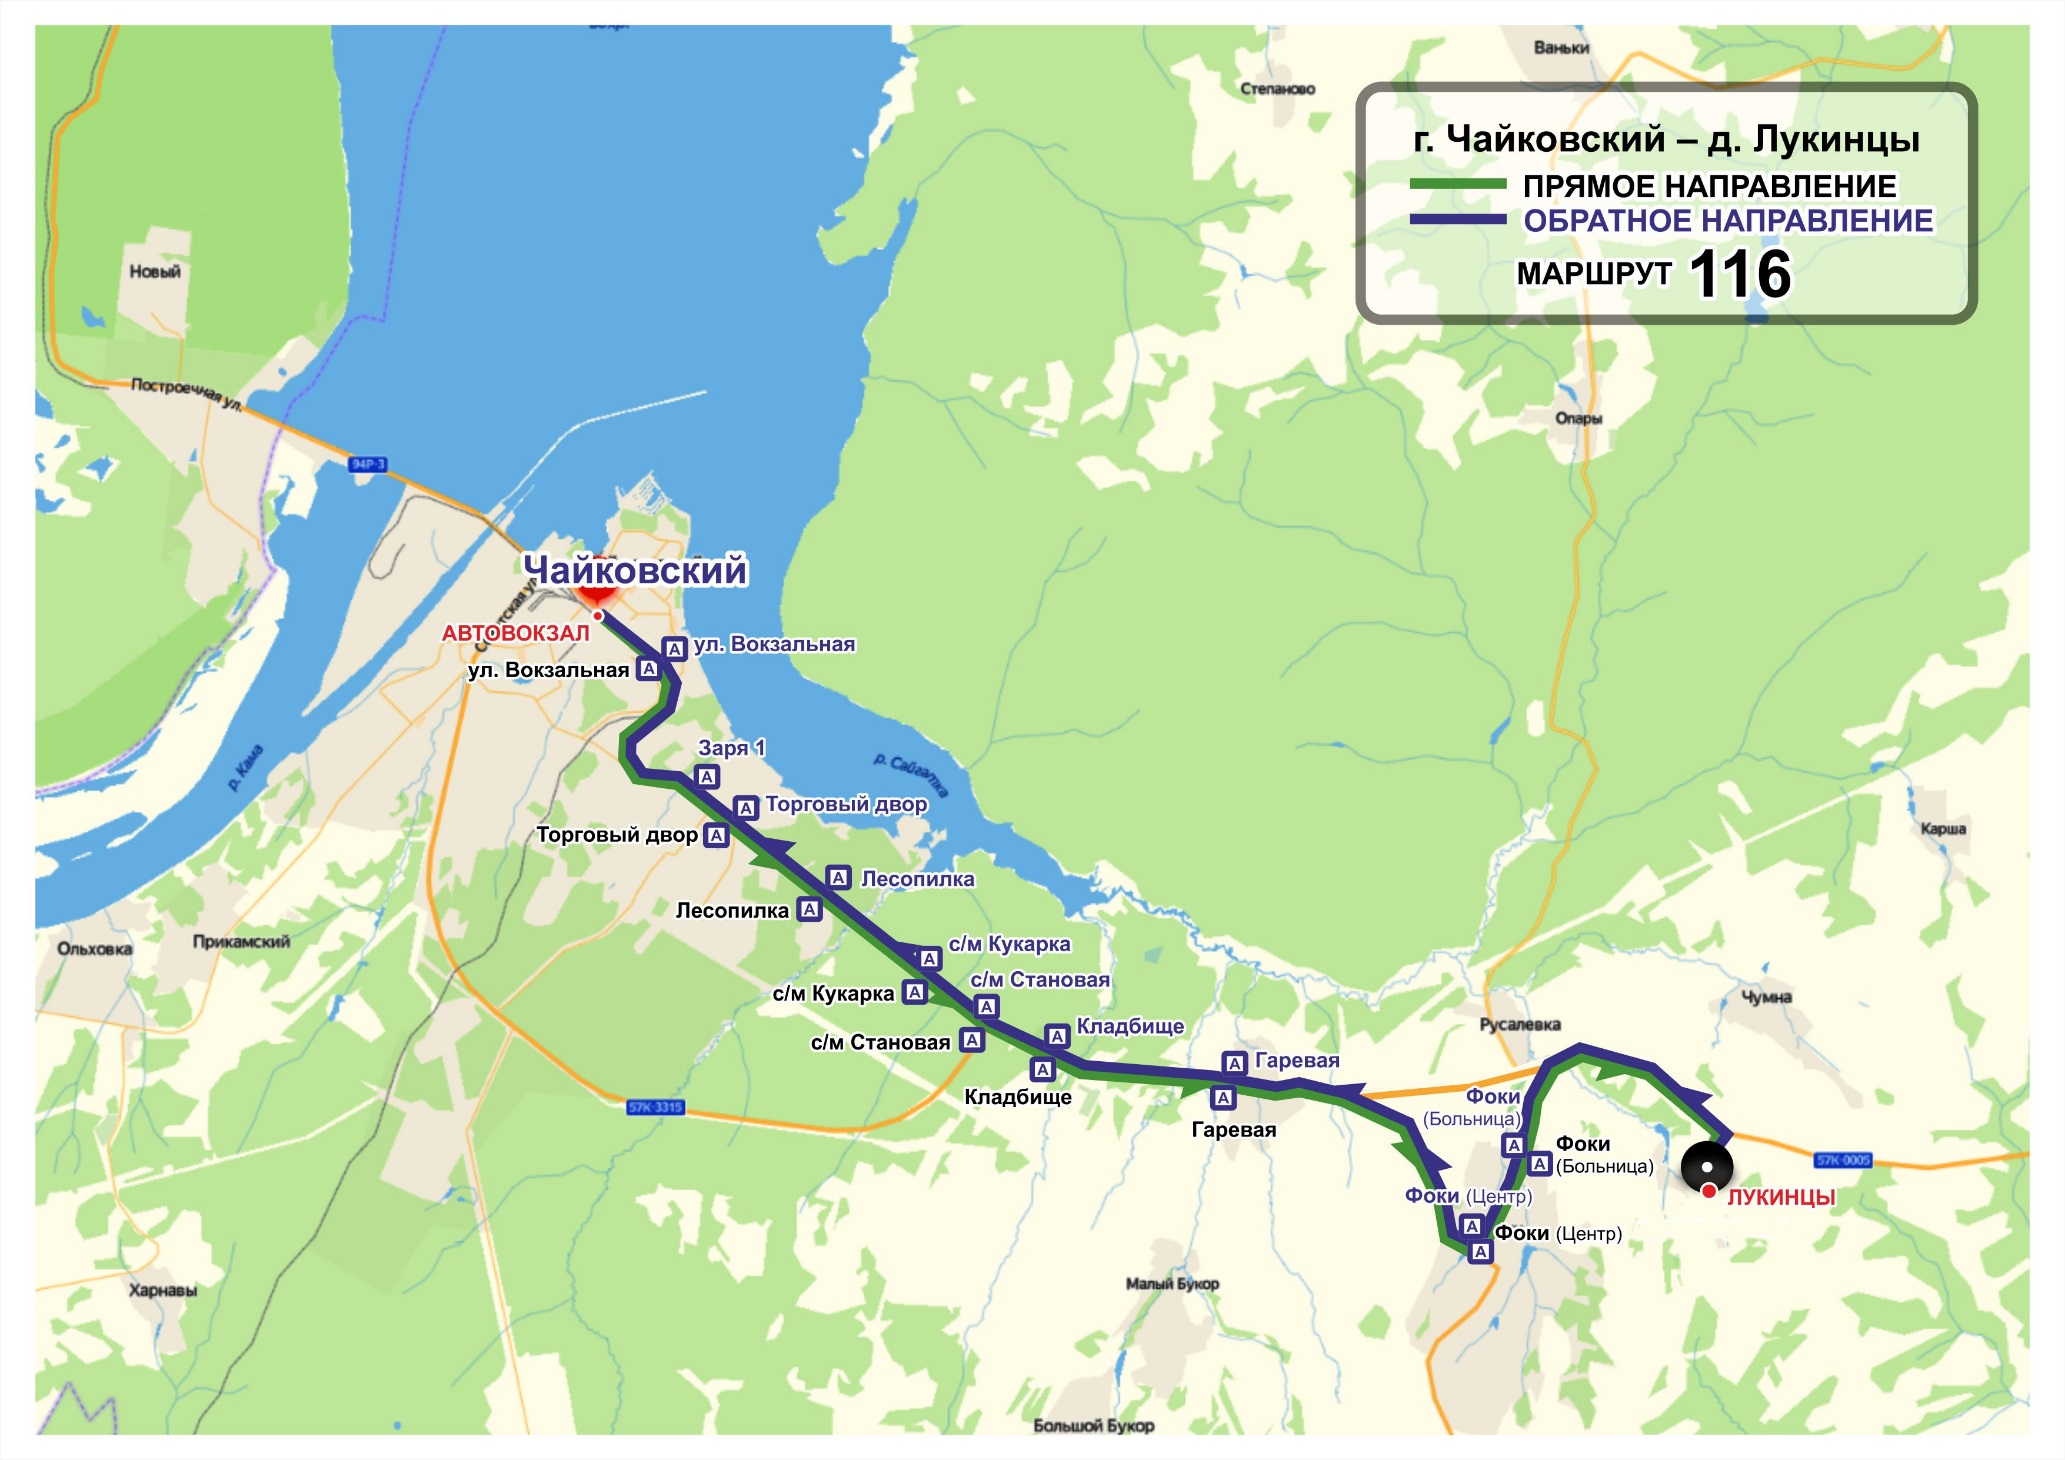 Ваньки
Степаново
г. Чайковский – д. Лукинцы
ПРЯМОЕ НАПРАВЛЕНИЕ
ОБРАТНОЕ НАПРАВЛЕНИЕ
МАРШРУТ 116
Новый
Построечная ул.
94Р-3
Опары
Чайковский
АВТОВОКЗАЛ
ул. Вокзальная
ул. Вокзальная
р. Кама
р. Сайгатка
Заря 1
Торговый двор
Торговый двор
Карша
Лесопилка
Лесопилка
Ольховка
Прикамский
с/м Кукарка
с/м Становая
с/м Кукарка
Чумна
Русалевка
Кладбище
с/м Становая
Гаревая
Кладбище
Фоки
(Больница)
57К-3315
Гаревая
Фоки
(Больница)
57К-0005
Фоки (Центр)
ЛУКИНЦЫ
Фоки (Центр)
Малый Букор
Харнавы
Большой Букор